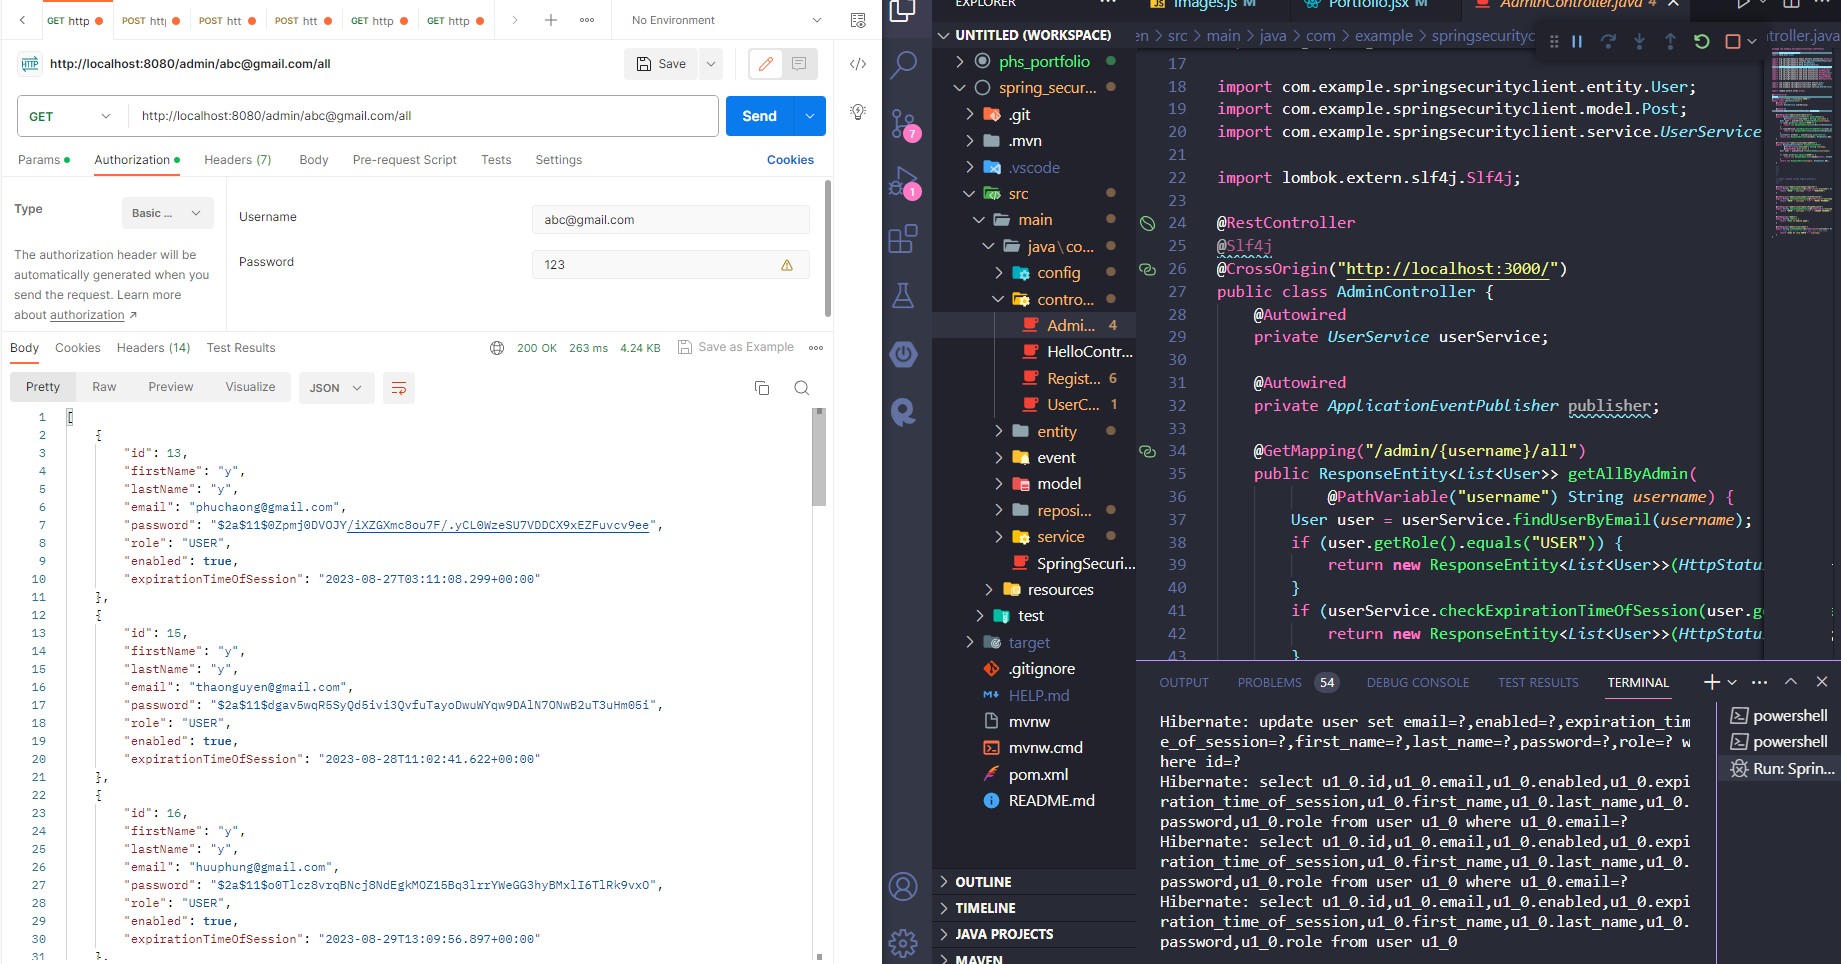 GET http
POST http
POST htt
POST htt
GET http
GET http
No Environment
HTTP http://localhost:8080/admin/abc@gmail.com/all
Save
GET http://localhost:8080/admin/abc@gmail.com/all
Send
Params Authorization Headers (7) Body Pre-request Script Tests Settings Cookies
Type Basic ...
The authorization header will be
automatically generated when you
send the request. Learn more
about authorization ↗
Username abc@gmail.com
Password 123
Body Cookies Headers (14) Test Results 200 OK 263 ms 4.24 KB Save as Example
Pretty Raw Preview Visualize JSON
1 [
2 {
3 "id": 13,
4 "firstName": "y",
5 "lastName": "y",
6 "email": "phuchaong@gmail.com",
7 "password": "$2a$11$0Zpmj0DVOJY/iXZGXmc8ou7F/.yCL0WzeSU7VDDCX9xEZFuvcv9ee",
8 "role": "USER",
9 "enabled": true,
10 "expirationTimeOfSession": "2023-08-27T03:11:08.299+00:00"
11 },
12 {
13 "id": 15,
14 "firstName": "y",
15 "lastName": "y",
16 "email": "thaonguyen@gmail.com",
17 "password": "$2a$11$dgav5wqR5SyQd5ivi3QvfuTayoDwuWYqw9DAlN7ONwB2uT3uHm05i",
18 "role": "USER",
19 "enabled": true,
20 "expirationTimeOfSession": "2023-08-28T11:02:41.622+00:00"
21 },
22 {
23 "id": 16,
24 "firstName": "y",
25 "lastName": "y",
26 "email": "huuphung@gmail.com",
27 "password": "$2a$11$o0Tlcz8vrqBNcj8NdEgkMOZ15Bq3lrrYWeGG3hyBMxlI6TlRk9vxO",
28 "role": "USER",
29 "enabled": true,
30 "expirationTimeOfSession": "2023-08-29T13:09:56.897+00:00"
31 },
7
1
EXPLORER
UNTITLED (WORKSPACE)
phs_portfolio
spring_secur...
.git
.mvn
.vscode
src
main
java\co...
config
contro...
Admi... 4
HelloContr...
Regist... 6
UserC... 1
entity
event
model
reposi...
service
SpringSecuri...
resources
test
target
.gitignore
HELP.md
mvnw
mvnw.cmd
pom.xml
README.md
OUTLINE
TIMELINE
JAVA PROJECTS
MAVEN
Images.js M
Portfolio.jsx M
AdminController.java 4
en > src > main > java > com > example > springsecurityc
troller.java
17
18 import com.example.springsecurityclient.entity.User;
19 import com.example.springsecurityclient.model.Post;
20 import com.example.springsecurityclient.service.UserService
21
22 import lombok.extern.slf4j.Slf4j;
23
24 @RestController
25 @Slf4j
26 @CrossOrigin("http://localhost:3000/")
27 public class AdminController {
28 @Autowired
29 private UserService userService;
30
31 @Autowired
32 private ApplicationEventPublisher publisher;
33
34 @GetMapping("/admin/{username}/all")
35 public ResponseEntity<List<User>> getAllByAdmin(
36 @PathVariable("username") String username) {
37 User user = userService.findUserByEmail(username);
38 if (user.getRole().equals("USER")) {
39 return new ResponseEntity<List<User>>(HttpStatu
40 }
41 if (userService.checkExpirationTimeOfSession(user.g
42 return new ResponseEntity<List<User>>(HttpStatu
43 }
OUTPUT PROBLEMS 54 DEBUG CONSOLE TEST RESULTS TERMINAL
Hibernate: update user set email=?,enabled=?,expiration_tim
e_of_session=?,first_name=?,last_name=?,password=?,role=? w
here id=?
Hibernate: select u1_0.id,u1_0.email,u1_0.enabled,u1_0.expi
ration_time_of_session,u1_0.first_name,u1_0.last_name,u1_0.
password,u1_0.role from user u1_0 where u1_0.email=?
Hibernate: select u1_0.id,u1_0.email,u1_0.enabled,u1_0.expi
ration_time_of_session,u1_0.first_name,u1_0.last_name,u1_0.
password,u1_0.role from user u1_0 where u1_0.email=?
Hibernate: select u1_0.id,u1_0.email,u1_0.enabled,u1_0.expi
ration_time_of_session,u1_0.first_name,u1_0.last_name,u1_0.
password,u1_0.role from user u1_0
powershell
powershell
Run: Sprin...